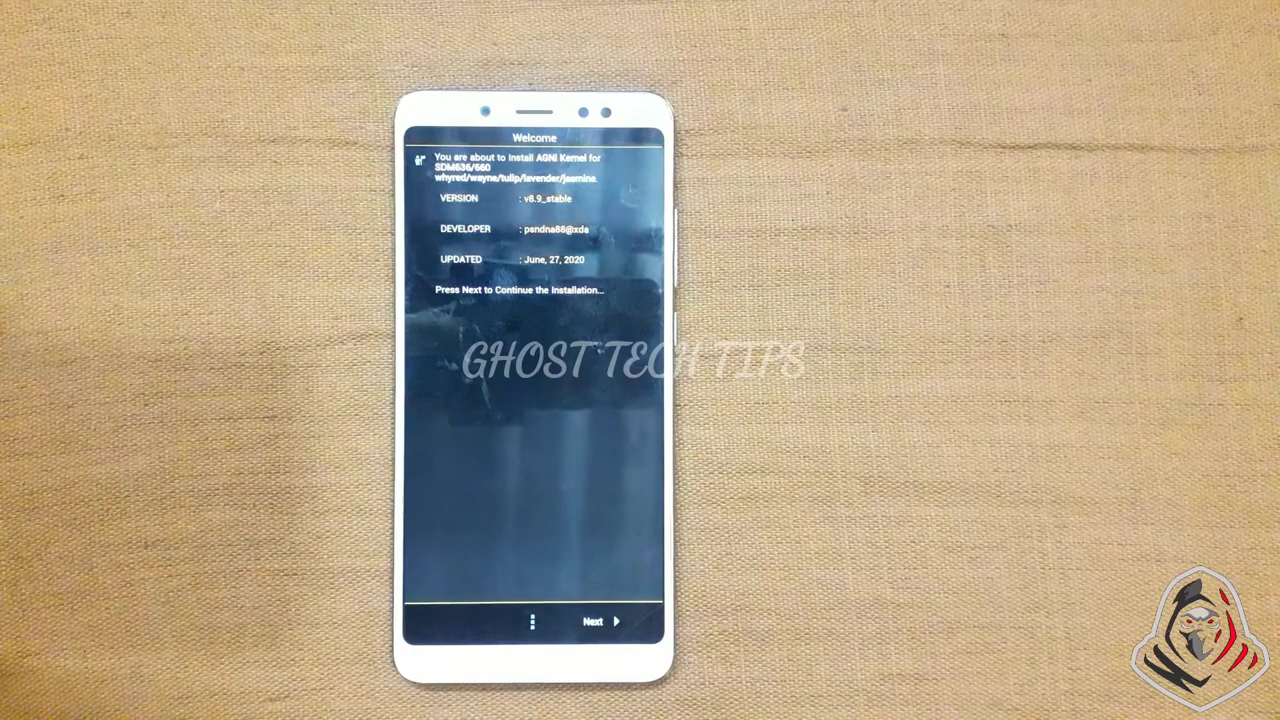 Welcome
You are about to install AGNi Kernel for
SDM636/660
whyred/wayne/tulip/lavender/jasmine.
VERSION : v8.9_stable
DEVELOPER : psndna88@xda
UPDATED : June, 27, 2020
Press Next to Continue the Installation...
GHOST TECH TIPS
Next